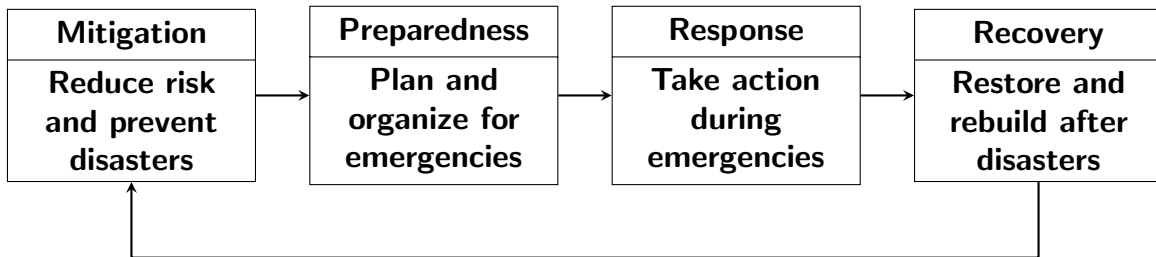 Mitigation
Reduce risk
and prevent
disasters
Preparedness
Plan and
organize for
emergencies
Response
Take action
during
emergencies
Recovery
Restore and
rebuild after
disasters